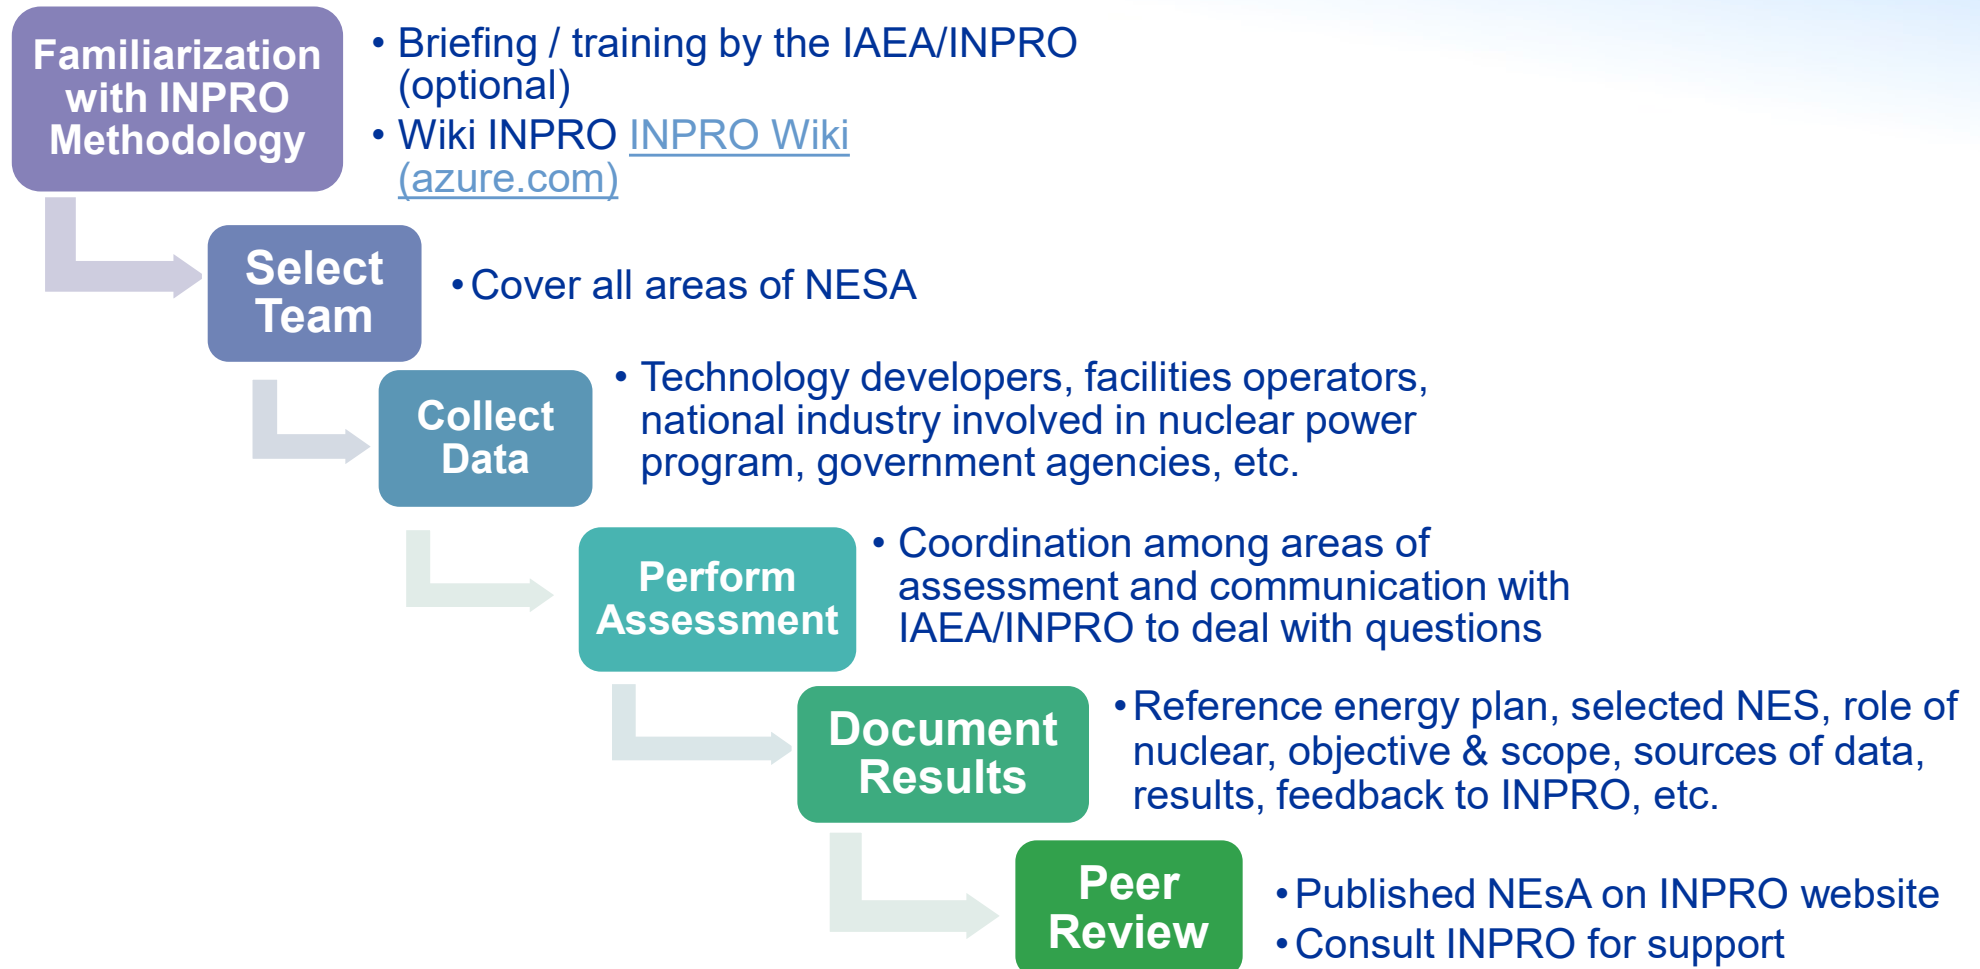 Familiarization
with INPRO
Methodology
• Briefing / training by the IAEA/INPRO
(optional)
• Wiki INPRO INPRO Wiki
(azure.com)
Select
Team
• Cover all areas of NESA
Collect
Data
• Technology developers, facilities operators,
national industry involved in nuclear power
program, government agencies, etc.
Perform
Assessment
• Coordination among areas of
assessment and communication with
IAEA/INPRO to deal with questions
Document
Results
• Reference energy plan, selected NES, role of
nuclear, objective & scope, sources of data,
results, feedback to INPRO, etc.
Peer
Review
• Published NEsA on INPRO website
• Consult INPRO for support